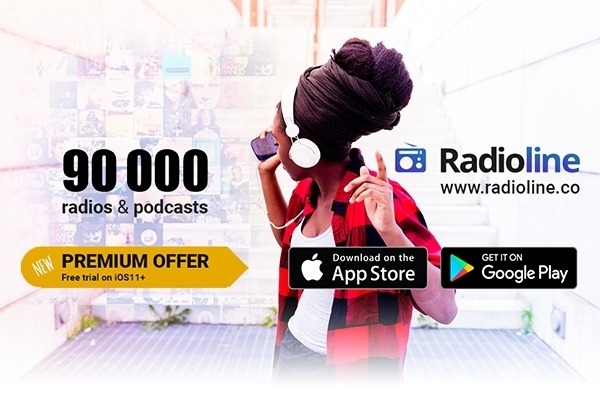 90 000
radios & podcasts
Radioline
www.radioline.co
NEW
PREMIUM OFFER
Free trial on iOS11+
Download on the
App Store
GET IT ON
Google Play